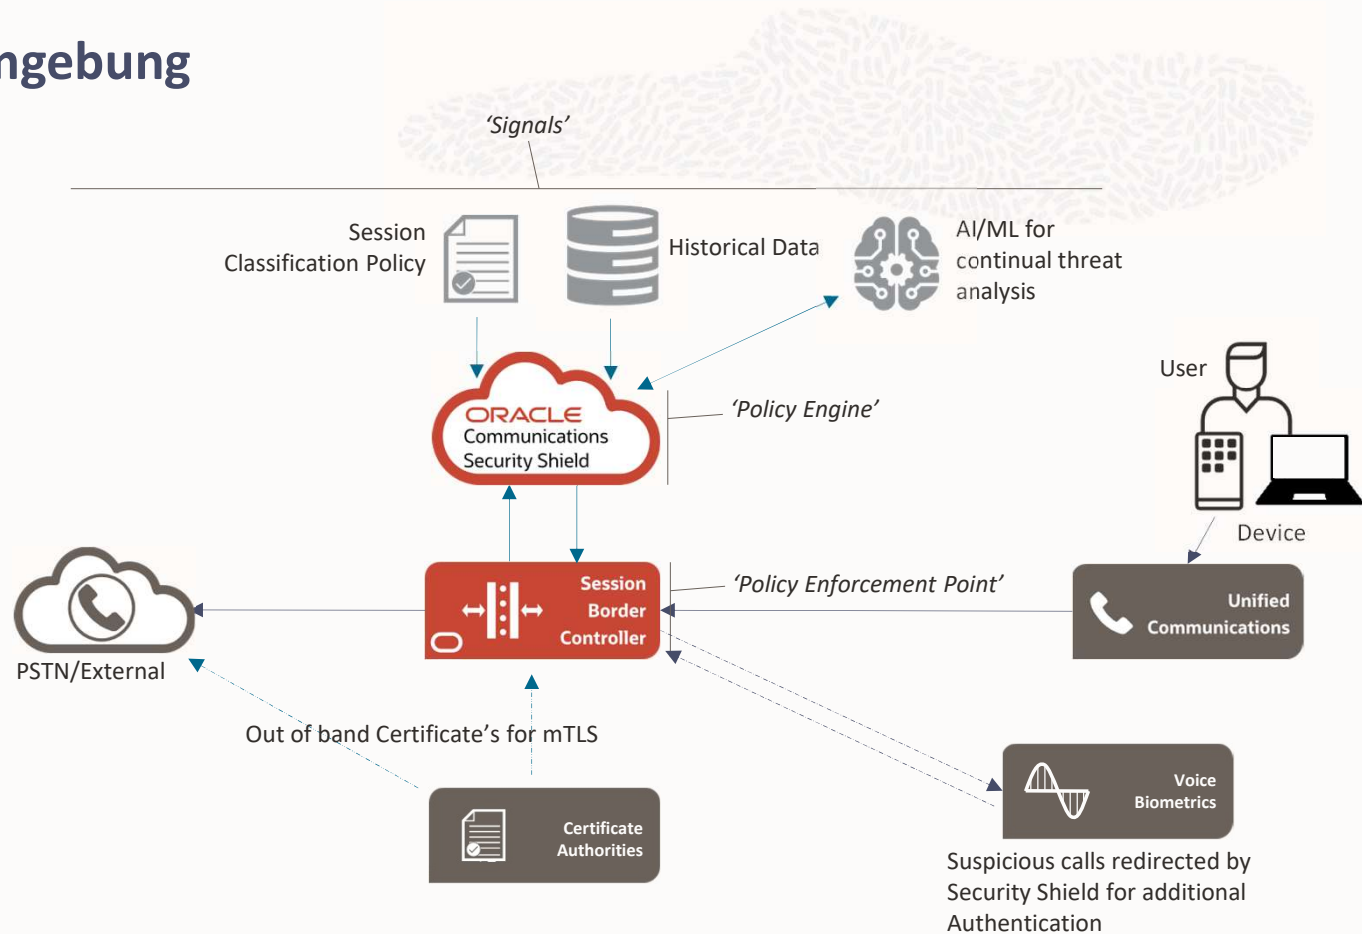 ngebung
‘Signals’
Session
Classification Policy
Historical Data
AI/ML for
continual threat
analysis
User
ORACLE
Communications
Security Shield
‘Policy Engine’
Device
Session
Border
Controller
‘Policy Enforcement Point’
Unified
Communications
PSTN/External
Out of band Certificate’s for mTLS
Certificate
Authorities
Voice
Biometrics
Suspicious calls redirected by
Security Shield for additional
Authentication